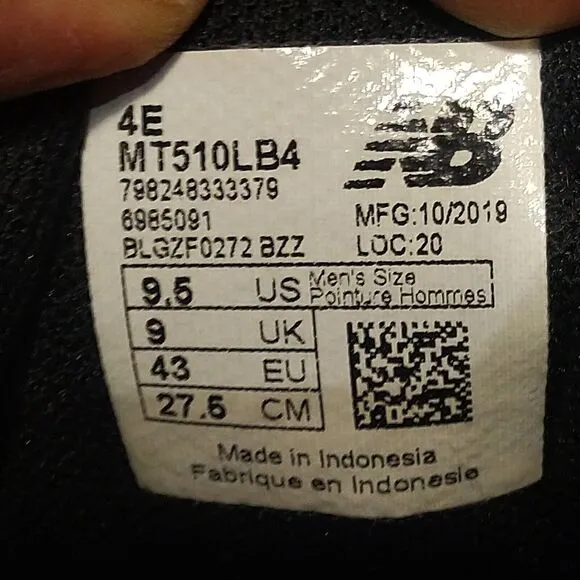 4E
MT510LB4
798248333379
6985091
MFG:10/2019
BLGZF0272 BZZ
LOC:20
9.5 US Men's Size
Pointure Hommes
9 UK
43 EU
27.5 CM
Made in Indonesia
Fabrique en Indonesie